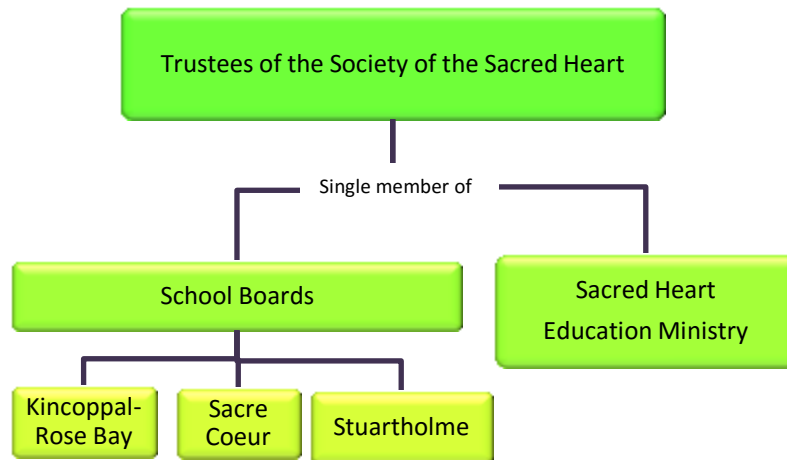 Trustees of the Society of the Sacred Heart
Single member of
School Boards
Sacred Heart
Education Ministry
Kincoppal-
Rose Bay
Sacre
Coeur
Stuartholme